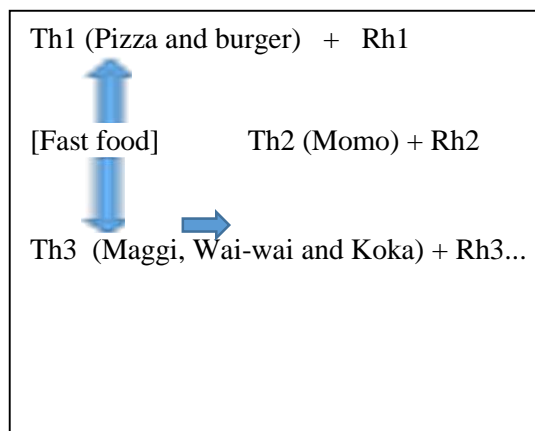 Th1 (Pizza and burger) + Rh1
[Fast food] Th2 (Momo) + Rh2
Th3 (Maggi, Wai-wai and Koka) + Rh3...